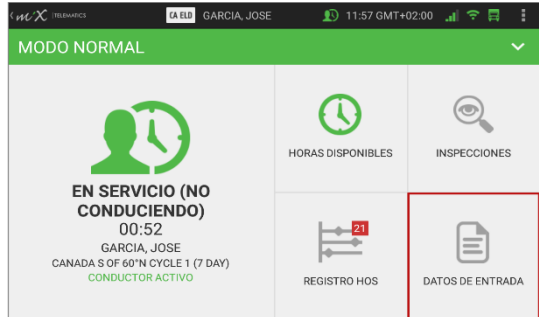 mX TELEMATICS CA ELD GARCIA, JOSE 11:57 GMT+02:00
MODO NORMAL
EN SERVICIO (NO
CONDUCIENDO)
00:52
GARCIA, JOSE
CANADA S OF 60°N CYCLE 1 (7 DAY)
CONDUCTOR ACTIVO
HORAS DISPONIBLES
INSPECCIONES
21
REGISTRO HOS
DATOS DE ENTRADA